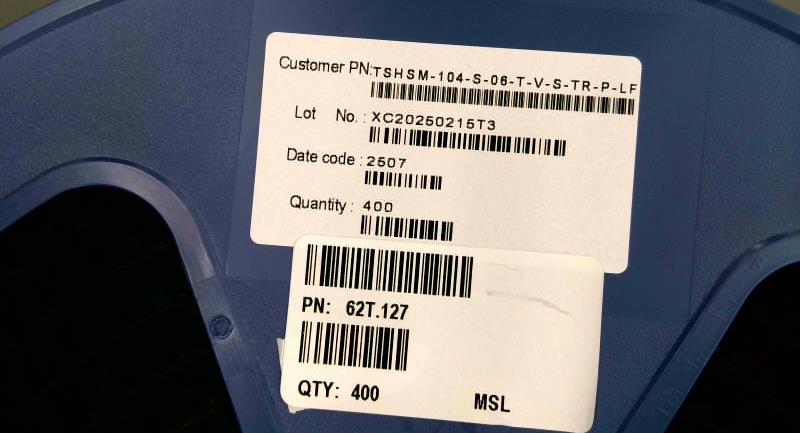 Customer PN:TSHSM-104-S-06-T-V-S-TR-P-LF
Lot No. : XC20250215T3
Date code : 2507
Quantity : 400
PN: 62T.127
QTY: 400 MSL